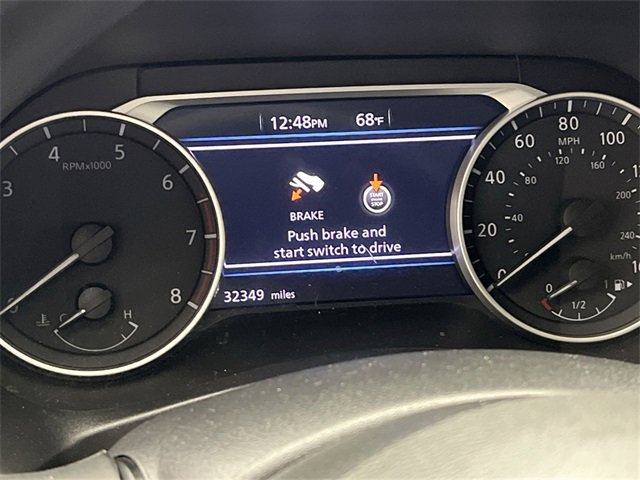 12:48PM 68°F
4 5
3 RPMx1000 6
7
8
C H
START
ENGINE
STOP
BRAKE
Push brake and
start switch to drive
32349 miles
60 80 100
MPH
40 120 160
80 200
20 40 240
0 km/h
0 1/2 1